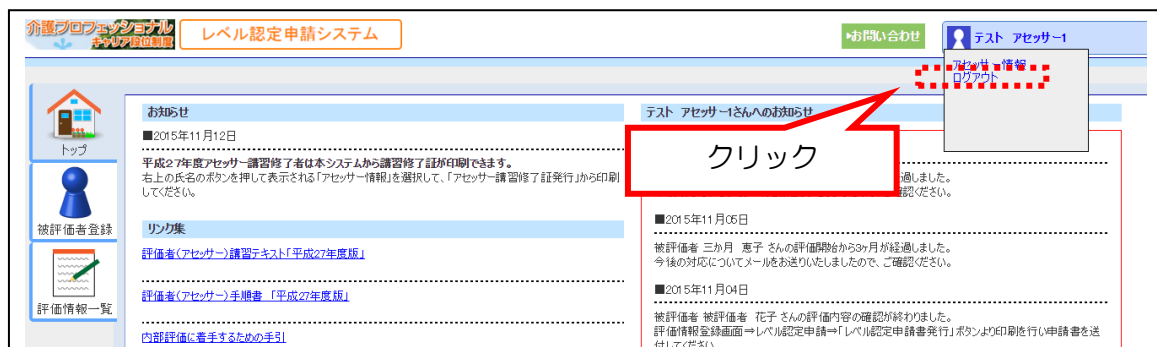 介護プロフェッショナル
キャリア段位制度
レベル認定申請システム
お問い合わせ
テスト アセッサー1
アセッサー情報
ログアウト
トップ
被評価者登録
評価情報一覧
お知らせ
■2015年11月12日
平成27年度アセッサー講習修了者は本システムから講習修了証が印刷できます。
右上の氏名のボタンを押して表示される「アセッサー情報」を選択して、「アセッサー講習修了証発行」から印刷
してください。
リンク集
評価者(アセッサー)講習テキスト「平成27年度版」
評価者(アセッサー)手順書 「平成27年度版」
内部評価に着手するための手引
テスト アセッサー1さんへのお知らせ
クリック
過しました。
確認ください。
■2015年11月05日
被評価者 三か月 恵子 さんの評価開始から3ヶ月が経過しました。
今後の対応についてメールをお送りいたしましたので、ご確認ください。
■2015年11月04日
被評価者 被評価者 花子 さんの評価内容の確認が終わりました。
評価情報登録画面⇒レベル認定申請⇒「レベル認定申請書発行」ボタンより印刷を行い申請書を送
付してください